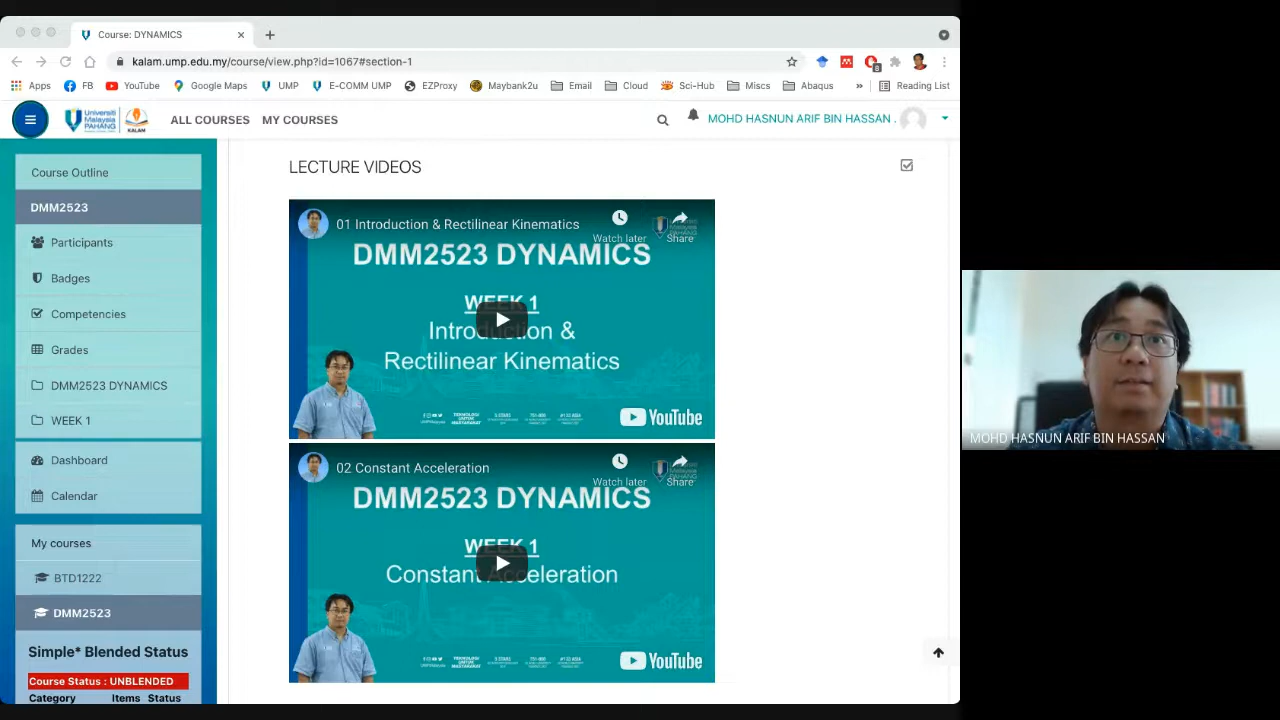 Course: DYNAMICS
kalam.ump.edu.my/course/view.php?id=1067#section-1
8
Apps FB YouTube Google Maps UMP E-COMM UMP EZProxy Maybank2u Email Cloud Sci-Hub Miscs Abaqus » Reading List
Universiti Malaysia PAHANG KALAM ALL COURSES MY COURSES MOHD HASNUN ARIF BIN HASSAN .
Course Outline
DMM2523
Participants
Badges
Competencies
Grades
DMM2523 DYNAMICS
WEEK 1
Dashboard
Calendar
My courses
BTD1222
DMM2523
Simple* Blended Status
Course Status : UNBLENDED
Category Items Status
LECTURE VIDEOS
01 Introduction & Rectilinear Kinematics
Watch later Share
DMM2523 DYNAMICS
WEEK 1
Introduction &
Rectilinear Kinematics
YouTube
02 Constant Acceleration
Watch later Share
DMM2523 DYNAMICS
WEEK 1
Constant Acceleration
YouTube
MOHD HASNUN ARIF BIN HASSAN